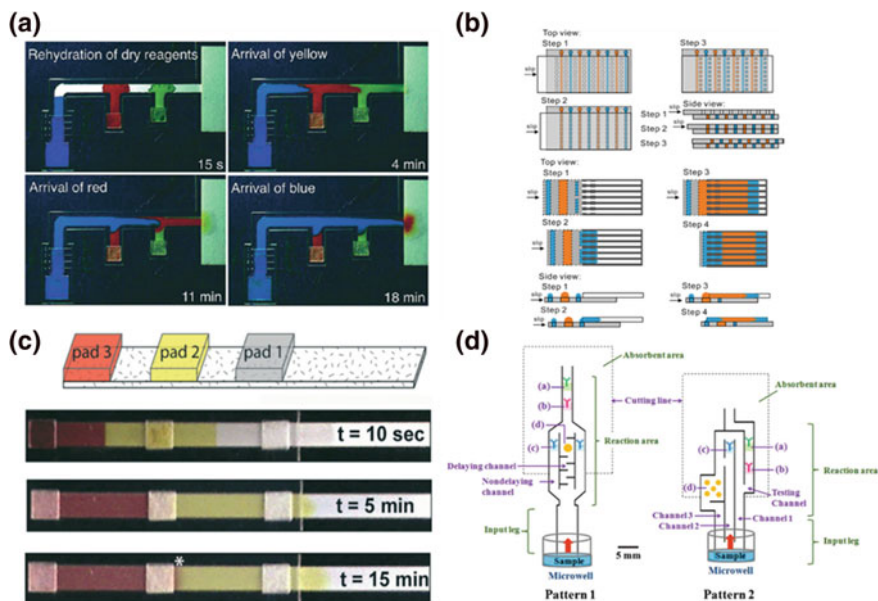 (a)
Rehydration of dry reagents
15 s
Arrival of yellow
4 min
Arrival of red
11 min
Arrival of blue
18 min
(b)
Top view:
Step 1
slip
Step 3
Step 2
slip
Side view:
Step 1
slip
Step 2
slip
Step 3
Top view:
Step 1
slip
Step 3
slip
Step 2
slip
Step 4
Side view:
Step 1
slip
Step 3
slip
Step 2
slip
Step 4
(c)
pad 3
pad 2
pad 1
t = 10 sec
t = 5 min
*
t = 15 min
(d)
Absorbent area
(a)
(b)
(d)
(c)
Cutting line
Reaction area
Delaying channel
Nondelaying
channel
Input leg
Sample
Microwell
Pattern 1
5 mm
Absorbent area
(c)
(a)
(b)
(d)
Reaction area
Testing
Channel
Channel 3
Channel 2
Channel 1
Input leg
Sample
Microwell
Pattern 2